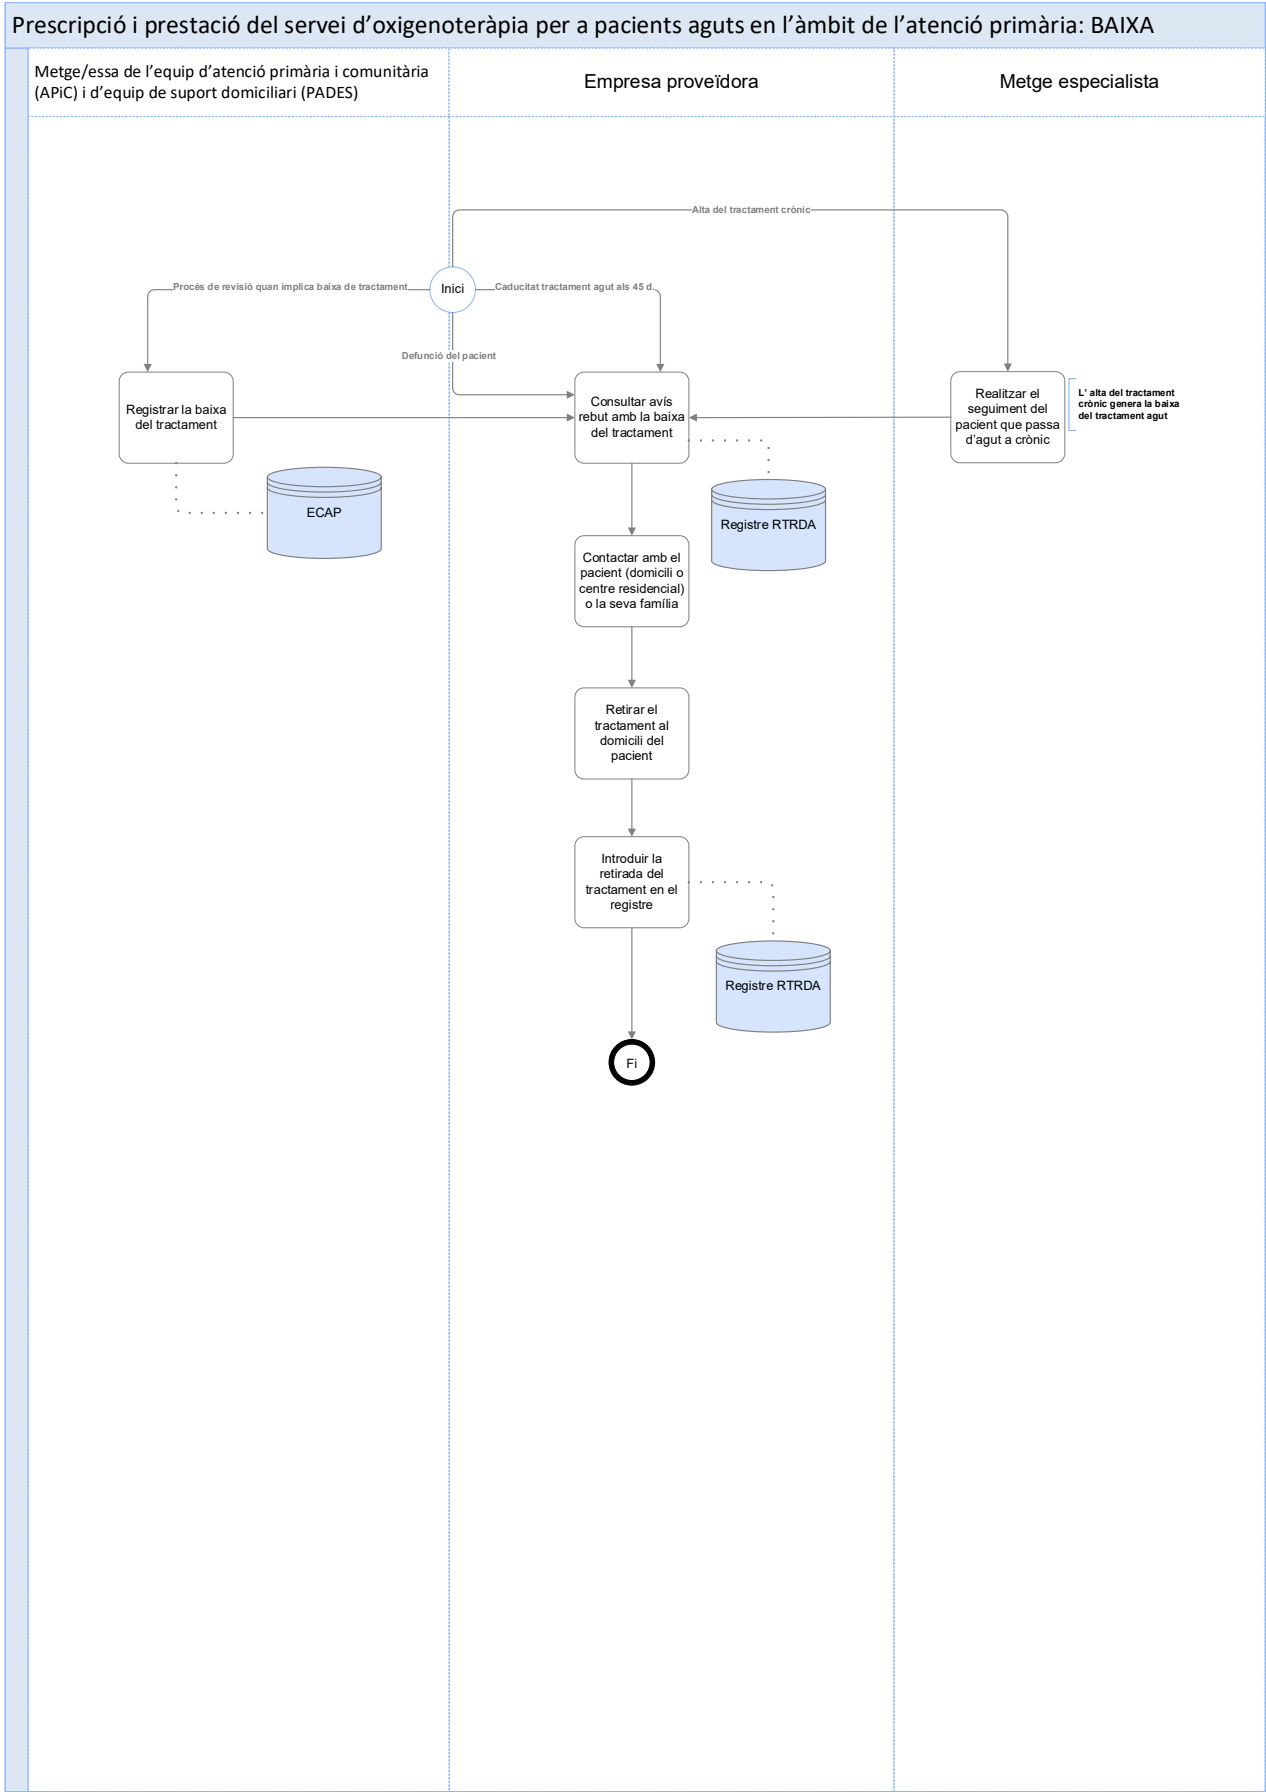 Prescripció i prestació del servei d’oxigenoteràpia per a pacients aguts en l’àmbit de l’atenció primària: BAIXA
Metge/essa de l’equip d’atenció primària i comunitària
(APiC) i d’equip de suport domiciliari (PADES)
Empresa proveïdora
Metge especialista
Alta del tractament crònic
Procés de revisió quan implica baixa de tractament
Inici
Caducitat tractament agut als 45 d.
Defunció del pacient
Registrar la baixa
del tractament
Consultar avís
rebut amb la baixa
del tractament
Realitzar el
seguiment del
pacient que passa
d’agut a crònic
L’ alta del tractament
crònic genera la baixa
del tractament agut
ECAP
Registre RTRDA
Contactar amb el
pacient (domicili o
centre residencial)
o la seva família
Retirar el
tractament al
domicili del
pacient
Introduir la
retirada del
tractament en el
registre
Registre RTRDA
Fi